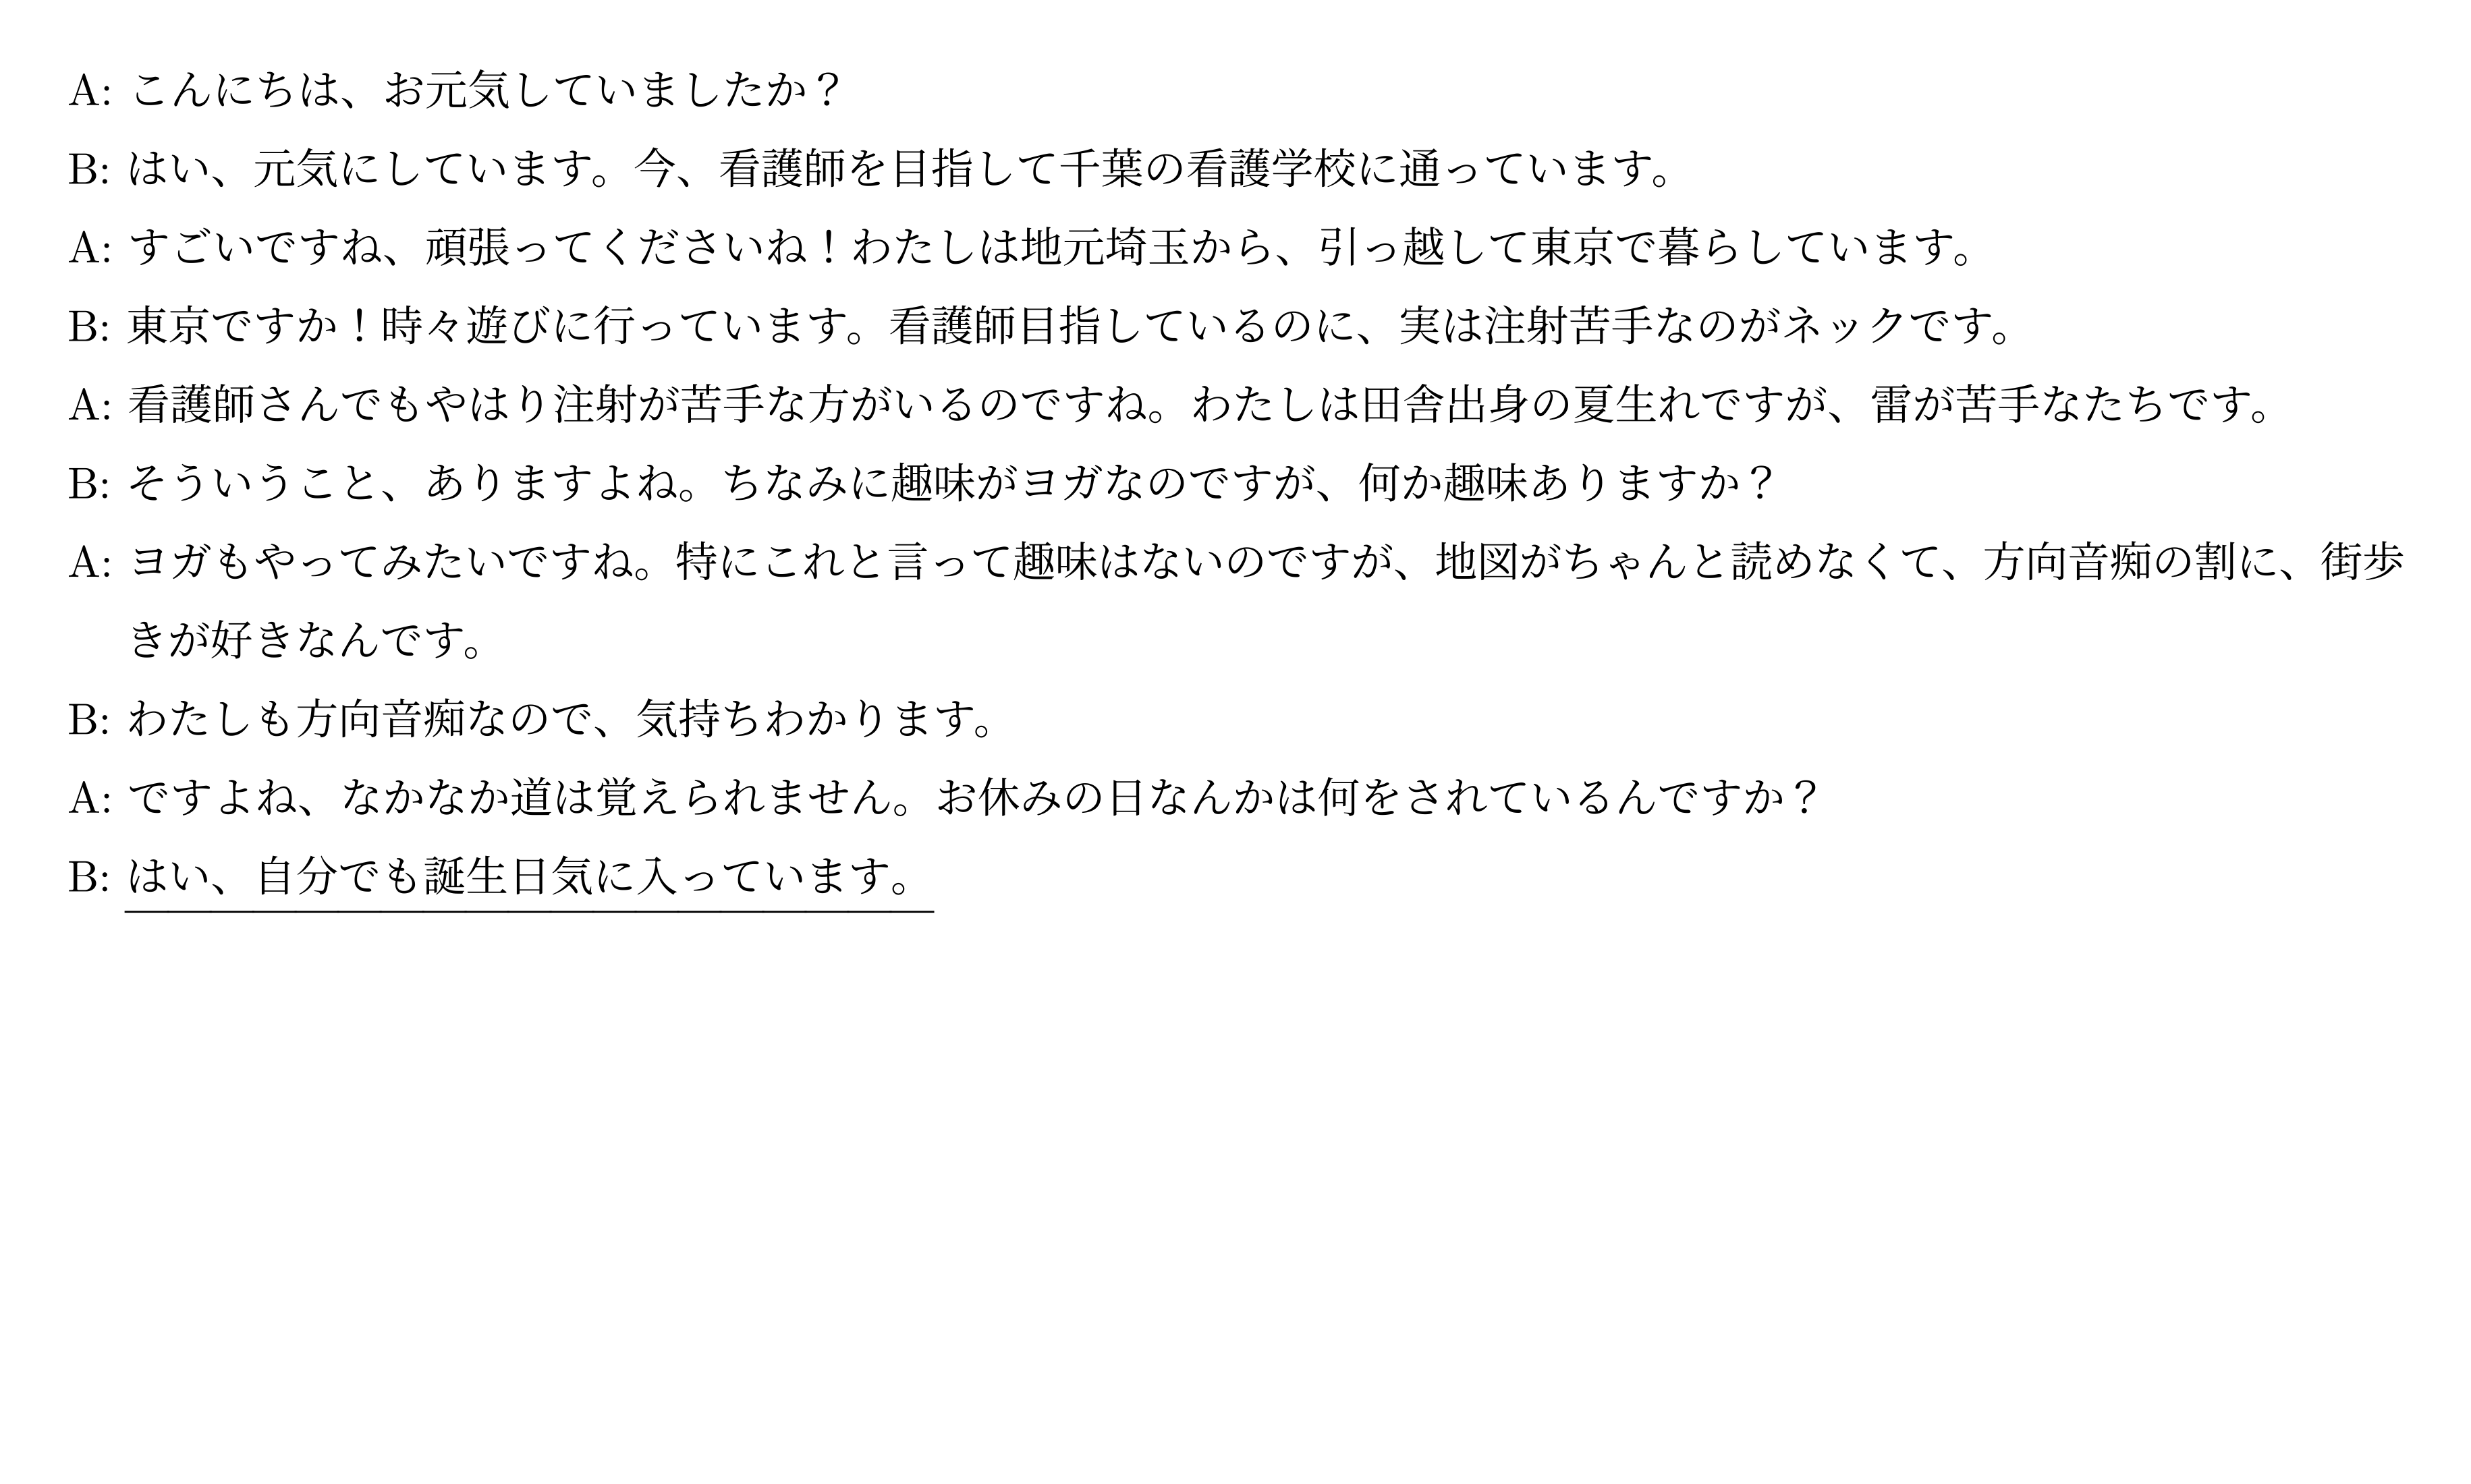 A: こんにちは、お元気していましたか？
B: はい、元気にしています。今、看護師を目指して千葉の看護学校に通っています。
A: すごいですね、頑張ってくださいね！わたしは地元埼玉から、引っ越して東京で暮らしています。
B: 東京ですか！時々遊びに行っています。看護師目指しているのに、実は注射苦手なのがネックです。
A: 看護師さんでもやはり注射が苦手な方がいるのですね。わたしは田舎出身の夏生れですが、雷が苦手なたちです。
B: そういうこと、ありますよね。ちなみに趣味がヨガなのですが、何か趣味ありますか？
A: ヨガもやってみたいですね。特にこれと言って趣味はないのですが、地図がちゃんと読めなくて、方向音痴の割に、街歩
きが好きなんです。
B: わたしも方向音痴なので、気持ちわかります。
A: ですよね、なかなか道は覚えられません。お休みの日なんかは何をされているんですか？
B: はい、自分でも誕生日気に入っています。